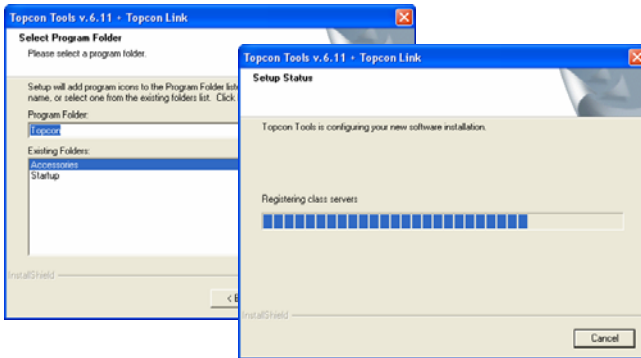 Topcon Tools v.6.11 + Topcon Link
Select Program Folder
Please select a program folder.
Setup will add program icons to the Program Folder
name, or select one from the existing folders list. Click
Program Folder:
Topcon
Existing Folders:
Accessories
Startup
InstallShield
Topcon Tools v.6.11 + Topcon Link
Setup Status
Topcon Tools is configuring your new software installation.
Registering class servers
InstallShield
Cancel